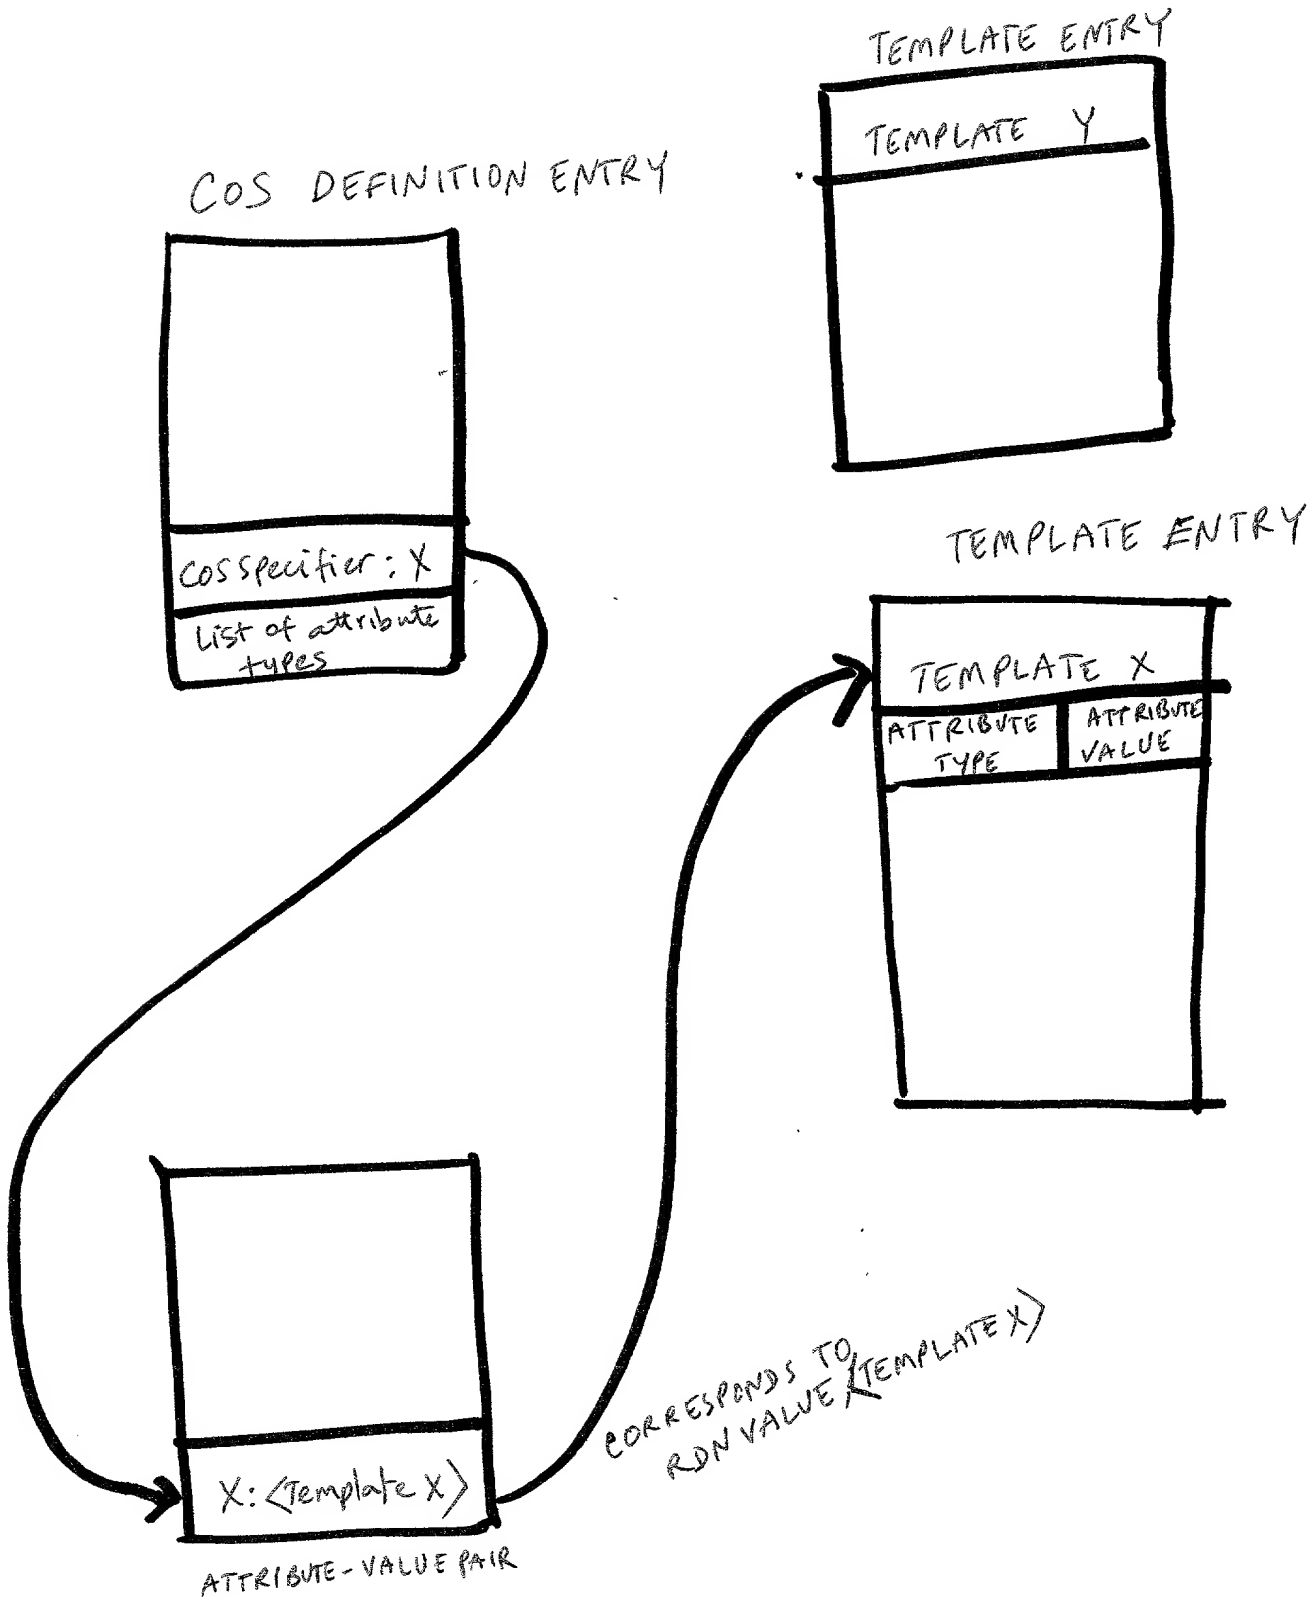 TEMPLATE ENTRY
TEMPLATE Y
COS DEFINITION ENTRY
cosspecifier: X
List of attribute
types
TEMPLATE ENTRY
TEMPLATE X
ATTRIBUTE
TYPE
ATTRIBUTE
VALUE
X: <Template X>
ATTRIBUTE-VALUE PAIR
CORRESPONDS TO
RDN VALUE <TEMPLATE X>